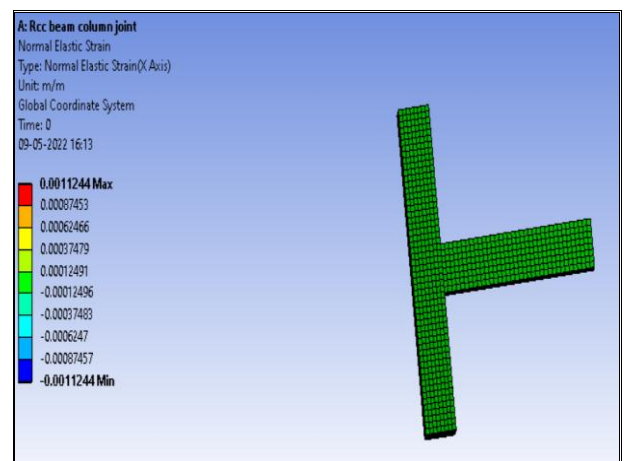 A: Rcc beam column joint
Normal Elastic Strain
Type: Normal Elastic Strain(X Axis)
Unit: m/m
Global Coordinate System
Time: 0
09-05-2022 16:13
0.0011244 Max
0.00087453
0.00062466
0.00037479
0.00012491
-0.00012496
-0.00037483
-0.0006247
-0.00087457
-0.0011244 Min